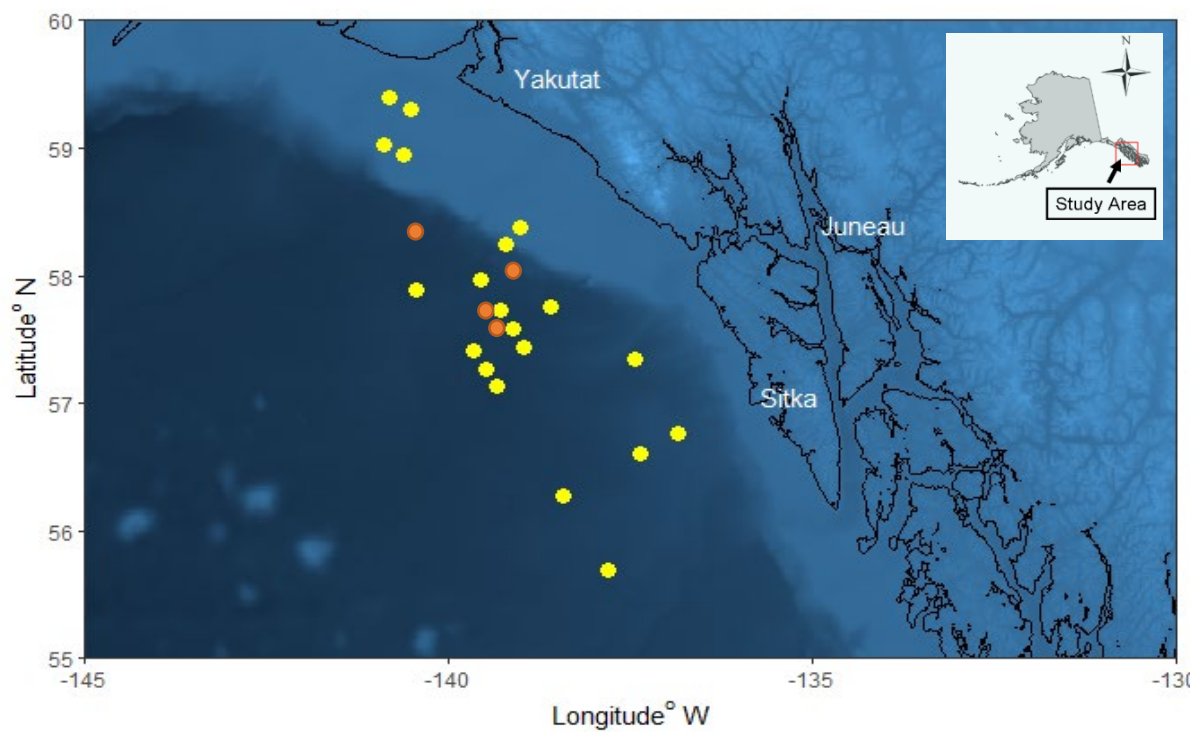 60
59
58
57
56
55
-145
-140
-135
-130
Latitude° N
Longitude° W
Yakutat
Juneau
Sitka
N
Study Area